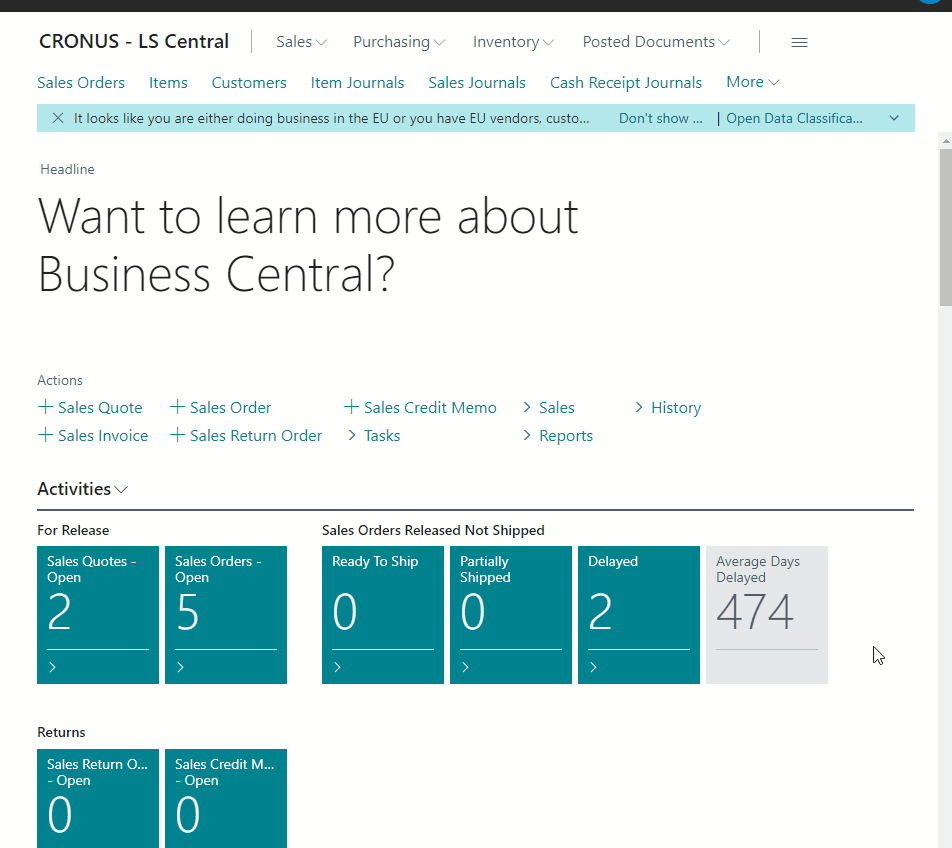 CRONUS - LS Central Sales Purchasing Inventory Posted Documents
Sales Orders Items Customers Item Journals Sales Journals Cash Receipt Journals More
It looks like you are either doing business in the EU or you have EU vendors, custo... Don't show ... | Open Data Classifica...
Headline
Want to learn more about
Business Central?
Actions
+ Sales Quote + Sales Order + Sales Credit Memo > Sales > History
+ Sales Invoice + Sales Return Order > Tasks > Reports
Activities
For Release
Sales Quotes -
Open
2
Sales Orders -
Open
5
Sales Orders Released Not Shipped
Ready To Ship
0
Partially
Shipped
0
Delayed
2
Average Days
Delayed
474
Returns
Sales Return O...
- Open
0
Sales Credit M...
- Open
0